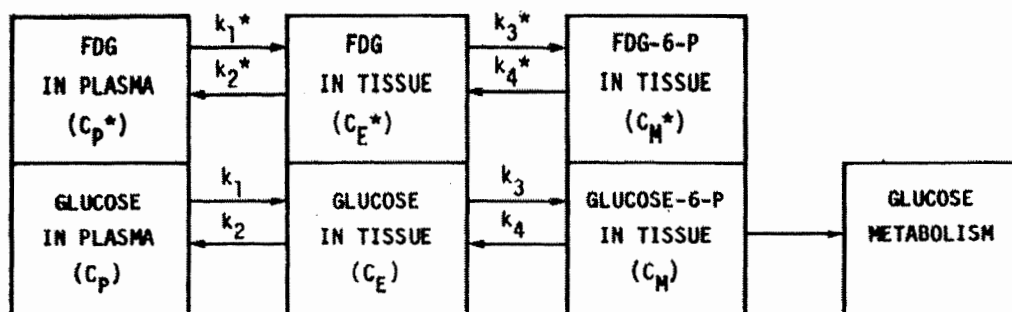 k1* k3*
FDG FDG FDG-6-P
k2* k4*
IN PLASMA IN TISSUE IN TISSUE
(CP*) (CE*) (CM*)
k1 k3
GLUCOSE GLUCOSE GLUCOSE-6-P GLUCOSE
k2 k4
IN PLASMA IN TISSUE IN TISSUE METABOLISM
(CP) (CE) (CM)